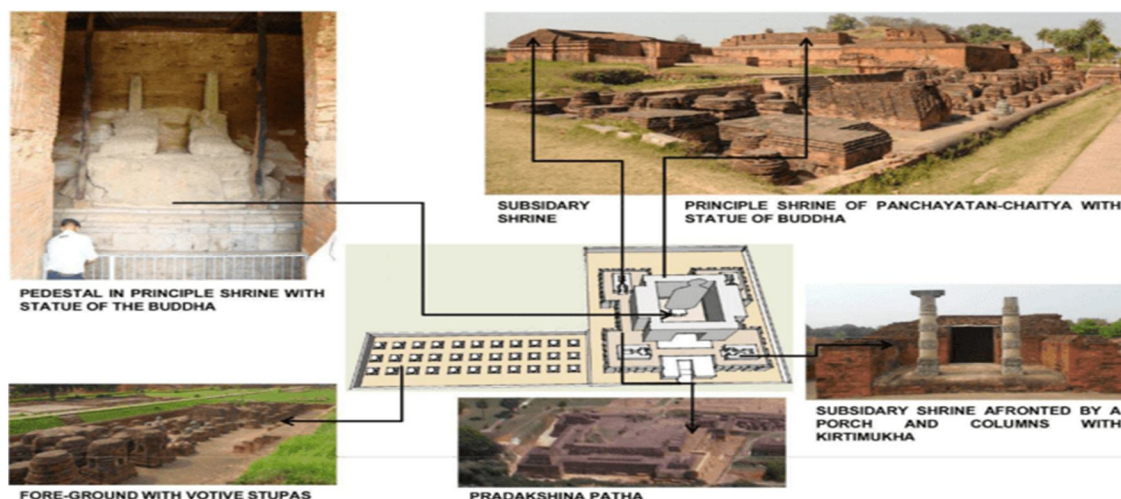 SUBSIDARY
SHRINE
PRINCIPLE SHRINE OF PANCHAYATAN-CHAITYA WITH
STATUE OF BUDDHA
PEDESTAL IN PRINCIPLE SHRINE WITH
STATUE OF THE BUDDHA
SUBSIDARY SHRINE AFRONTED BY A
PORCH AND COLUMNS WITH
KIRTIMUKHA
FORE-GROUND WITH VOTIVE STUPAS
PRADAKSHINA PATHA